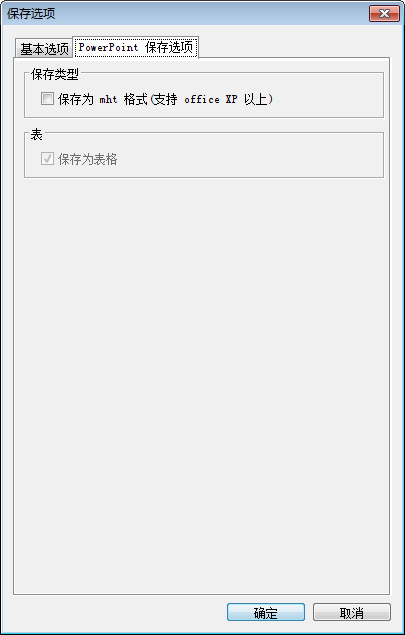 保存选项
基本选项
PowerPoint 保存选项
保存类型
保存为 mht 格式(支持 office XP 以上)
表
保存为表格
确定
取消